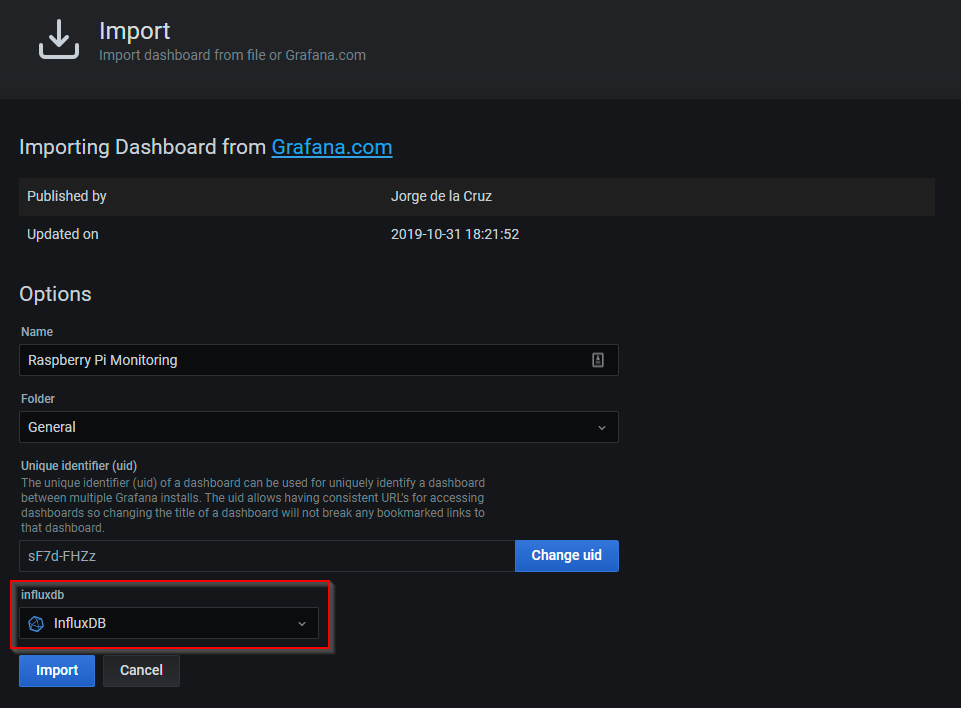 Import
Import dashboard from file or Grafana.com
Importing Dashboard from Grafana.com
Published by Jorge de la Cruz
Updated on 2019-10-31 18:21:52
Options
Name
Raspberry Pi Monitoring
Folder
General
Unique identifier (uid)
The unique identifier (uid) of a dashboard can be used for uniquely identify a dashboard
between multiple Grafana installs. The uid allows having consistent URL's for accessing
dashboards so changing the title of a dashboard will not break any bookmarked links to
that dashboard.
sF7d-FHZz Change uid
influxdb
InfluxDB
Import Cancel